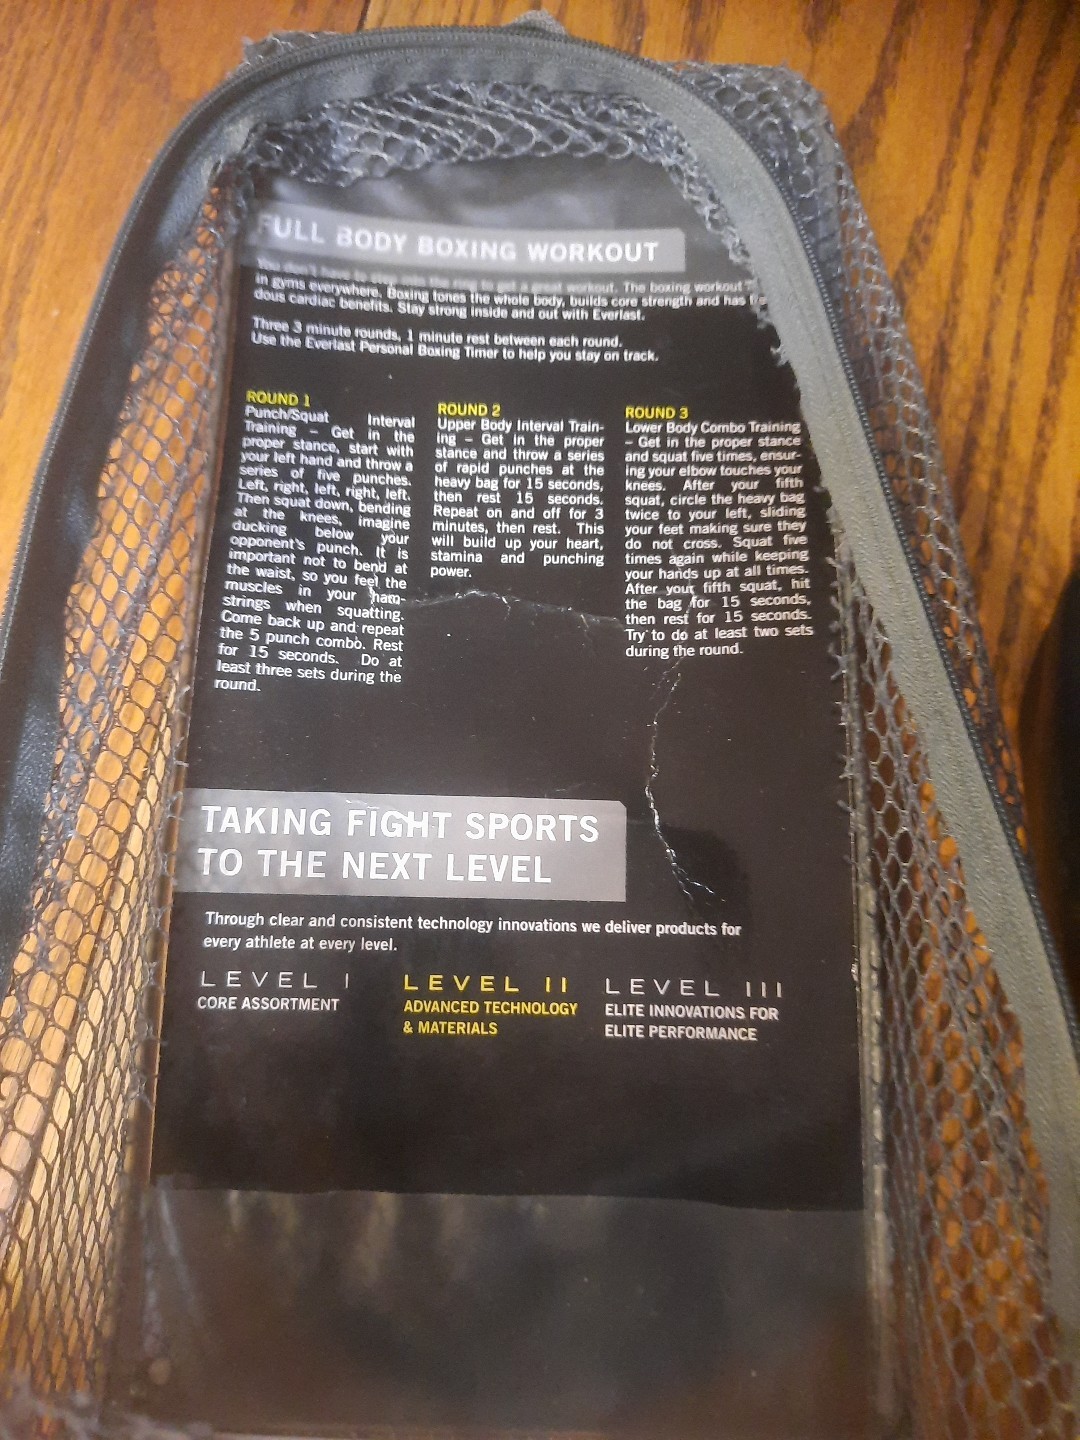 FULL BODY BOXING WORKOUT
You don't have to step into the ring to get a great workout. The boxing workout
in gyms everywhere. Boxing tones the whole body, builds core strength and has
dous cardiac benefits. Stay strong inside and out with Everlast.
Three 3 minute rounds, 1 minute rest between each round.
Use the Everlast Personal Boxing Timer to help you stay on track.
ROUND 1
Punch/Squat Interval
Training – Get in the
proper stance, start with
your left hand and throw a
series of five punches.
Left, right, left, right, left.
Then squat down, bending
at the knees, imagine
ducking below your
opponent's punch. It is
important not to bend at
the waist, so you feel the
muscles in your ham-
strings when squatting.
Come back up and repeat
the 5 punch combo. Rest
for 15 seconds. Do at
least three sets during the
round.
ROUND 2
Upper Body Interval Train-
ing – Get in the proper
stance and throw a series
of rapid punches at the
heavy bag for 15 seconds,
then rest 15 seconds.
Repeat on and off for 3
minutes, then rest. This
will build up your heart,
stamina and punching
power.
ROUND 3
Lower Body Combo Training
– Get in the proper stance
and squat five times, ensur-
ing your elbow touches your
knees. After your fifth
squat, circle the heavy bag
twice to your left, sliding
your feet making sure they
do not cross. Squat five
times again while keeping
your hands up at all times.
After your fifth squat, hit
the bag for 15 seconds,
then rest for 15 seconds.
Try to do at least two sets
during the round.
TAKING FIGHT SPORTS
TO THE NEXT LEVEL
Through clear and consistent technology innovations we deliver products for
every athlete at every level.
LEVEL I
CORE ASSORTMENT
LEVEL II
ADVANCED TECHNOLOGY
& MATERIALS
LEVEL III
ELITE INNOVATIONS FOR
ELITE PERFORMANCE